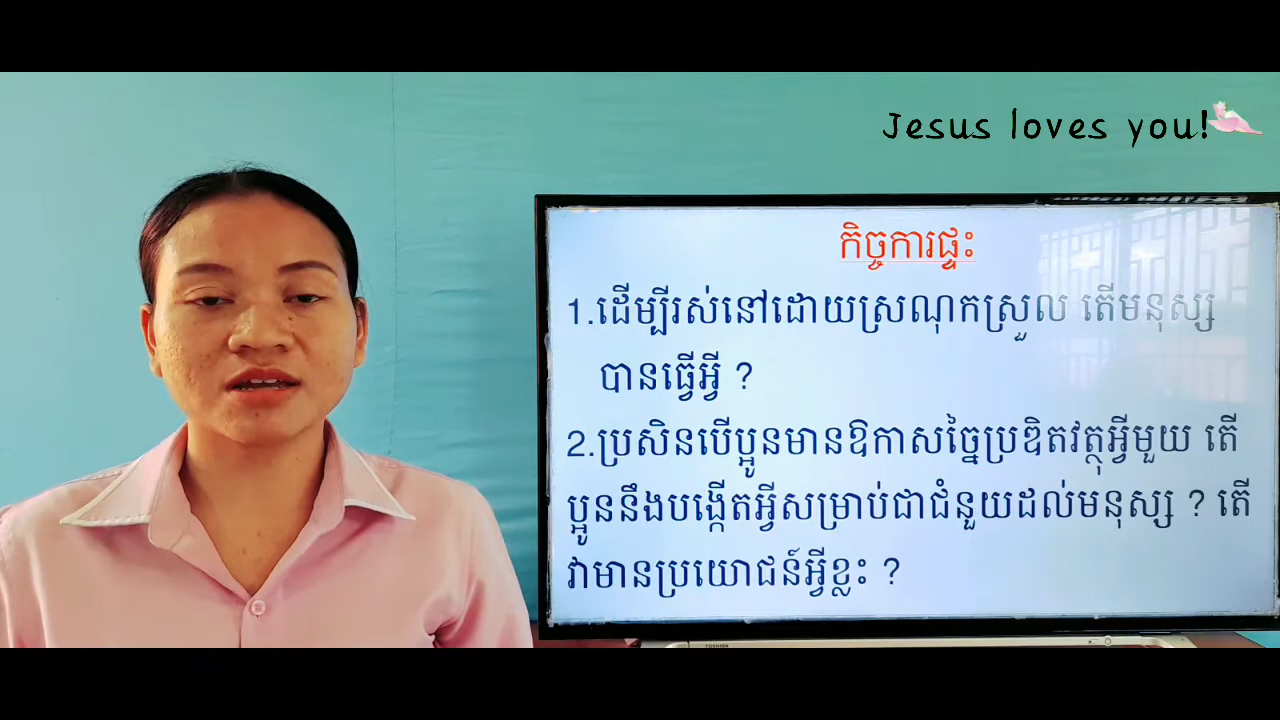 Jesus loves you!
កិច្ចការផ្ទះ
1.ដើម្បីរស់នៅដោយស្រណុកស្រួល តើមនុស្ស
បានធ្វើអ្វី ?
2.ប្រសិនបើប្អូនមានឱកាសច្នៃប្រឌិតវត្ថុអ្វីមួយ តើ
ប្អូននឹងបង្កើតអ្វីសម្រាប់ជាជំនួយដល់មនុស្ស ? តើ
វាមានប្រយោជន៍អ្វីខ្លះ ?
TOSHIBA